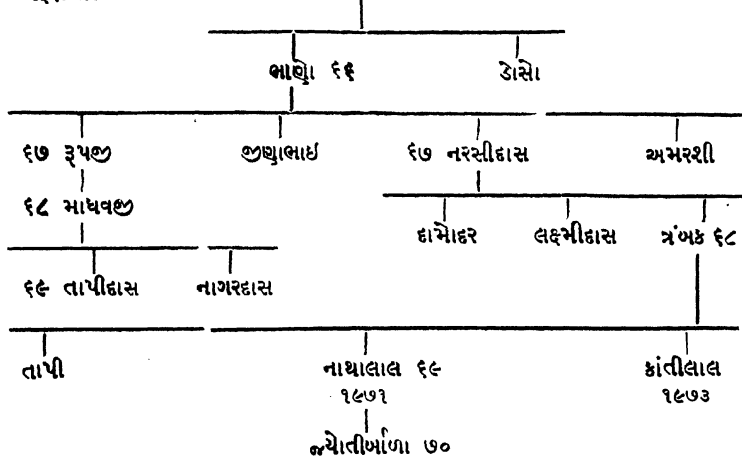 ભાણો ૬૬ ડોસો
૬૭ રૂપજી જીણાભાઈ ૬૭ નરસીદાસ અમરશી
૬૮ માધવજી
દામોદર લક્ષ્મીદાસ ત્રંબક ૬૮
૬૯ તાપીદાસ નાગરદાસ
તાપી નાથાલાલ ૬૯ કાંતીલાલ
૧૯૭૧ ૧૯૭૩
જ્યોતીર્બાળા ૭૦